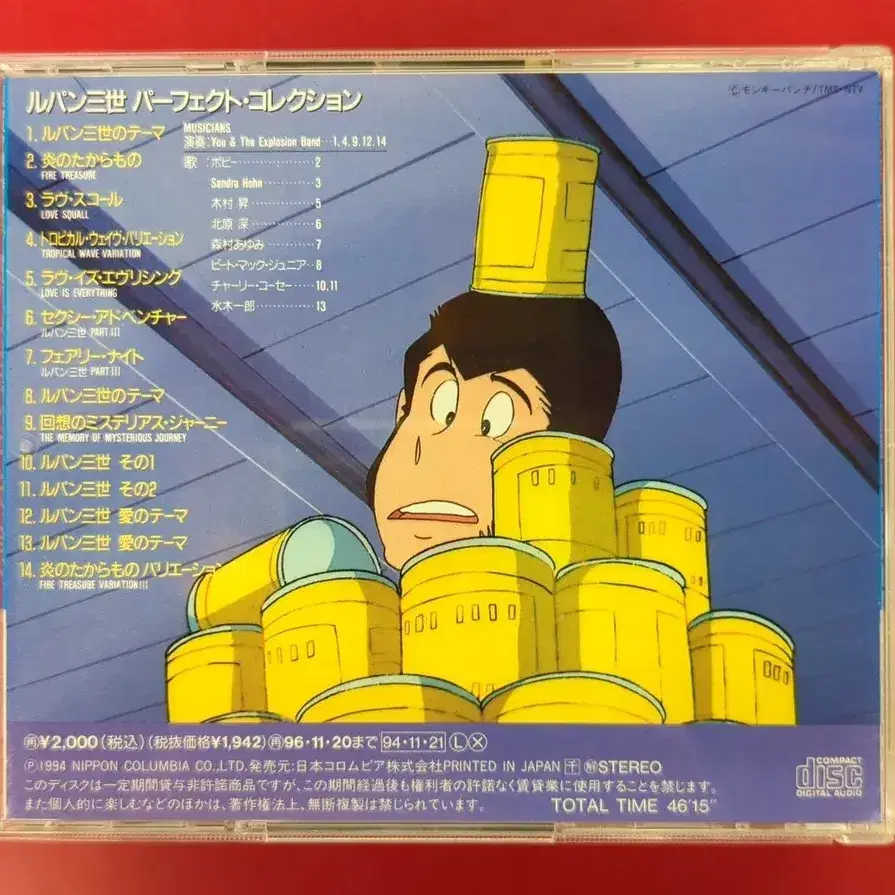 ルパン三世 パーフェクト・コレクション
©モンキーパンチ/TMS・NTV
1. ルパン三世のテーマ
2. 炎のたからもの
FIRE TREASURE
3. ラヴ・スコール
LOVE SQUALL
4. トロピカル・ウェイヴ・バリエーション
TROPICAL WAVE VARIATION
5. ラヴ・イズ・エヴリシング
LOVE IS EVERYTHING
6. セクシー・アドベンチャー
ルパン三世 PART III
7. フェアリー・ナイト
ルパン三世 PART III
8. ルパン三世のテーマ
9. 回想のミステリアス・ジャーニー
THE MEMORY OF MYSTERIOUS JOURNEY
10. ルパン三世 その1
11. ルパン三世 その2
12. ルパン三世 愛のテーマ
13. ルパン三世 愛のテーマ
14. 炎のたからもの バリエーション
FIRE TREASURE VARIATION III
MUSICIANS
演奏:You & The Explosion Band…1,4,9,12,14
歌:ボビー…………2
Sandra Hohn…………3
木村 昇…………5
北原 深…………6
森村あゆみ…………7
ピート・マック・ジュニア…8
チャーリー・コーセー…10,11
水木一郎…………13
再¥2,000(税込)(税抜価格¥1,942)再96・11・20まで 94・11・21 Ⓛ Ⓧ
Ⓟ1994 NIPPON COLUMBIA CO.,LTD.発売元:日本コロムビア株式会社PRINTED IN JAPAN 干 STEREO
このディスクは一定期間貸与非許諾商品ですが、この期間経過後も権利者の許諾なく賃貸業に使用することを禁じます。
また個人的に楽しむなどのほかは、著作権法上、無断複製は禁じられています。
TOTAL TIME 46'15"
COMPACT
disc
DIGITAL AUDIO